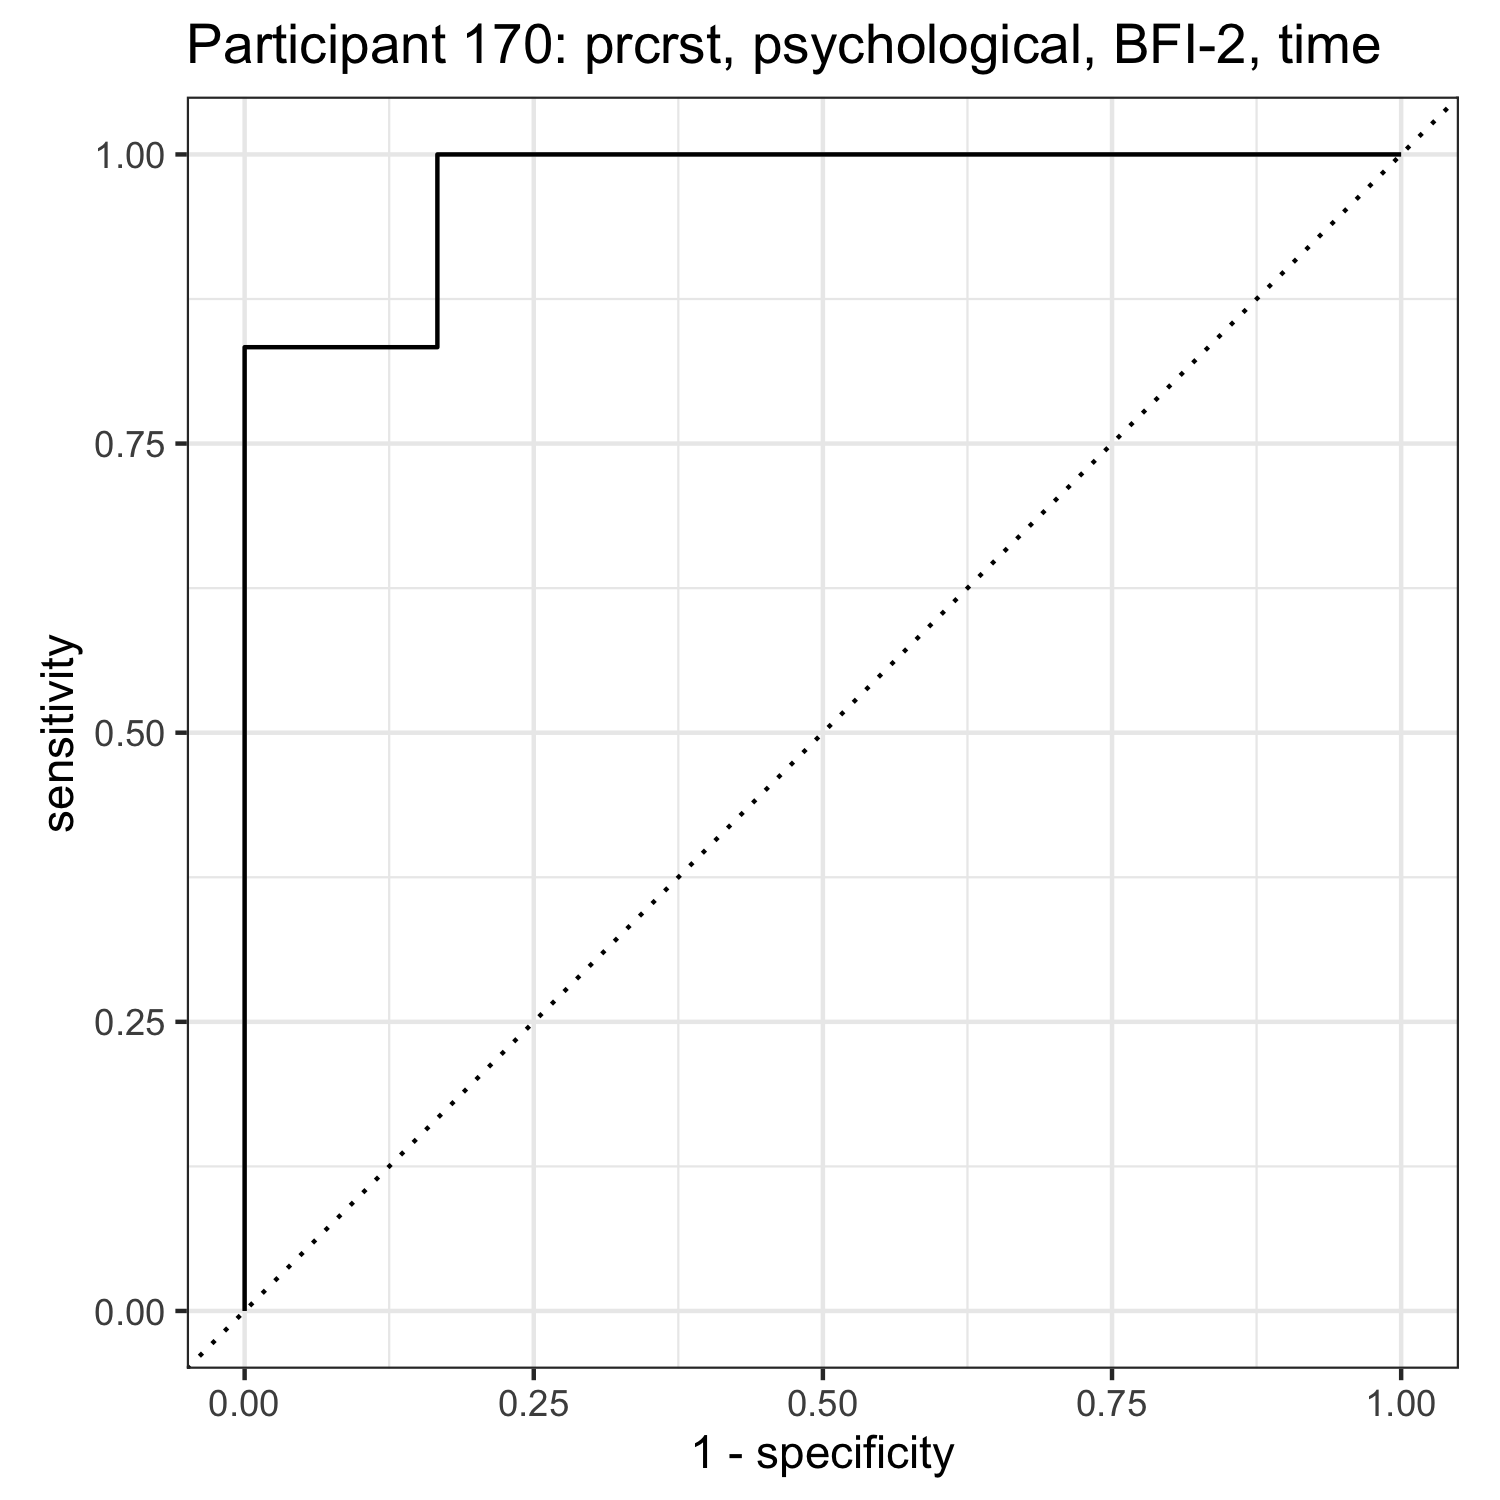 Participant 170: prcrst, psychological, BFI-2, time
1.00
0.75
0.50
0.25
0.00
sensitivity
0.00 0.25 0.50 0.75 1.00
1 - specificity